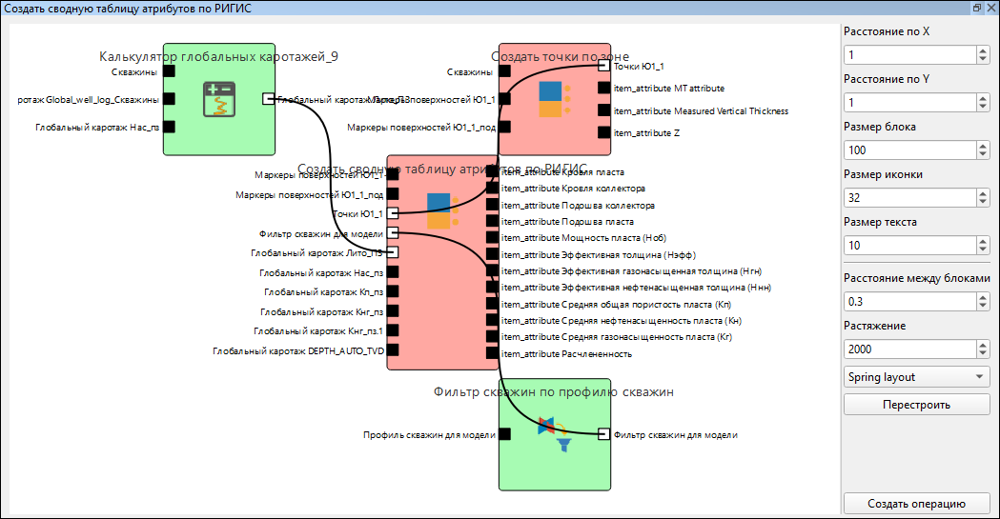 Создать сводную таблицу атрибутов по РИГИС
Калькулятор глобальных каротажей_9
Скважины
ротаж Global_well_log_Скважины
Глобальный каротаж Нас_пз
Глобальный каротаж
Создать точки по зоне
Скважины
Маркеры поверхностей Ю1_1
Маркеры поверхностей Ю1_1_под
Точки Ю1_1
item_attribute MT attribute
item_attribute Measured Vertical Thickness
item_attribute Z
Создать сводную таблицу атрибутов по РИГИС
Маркеры поверхностей Ю1_1
Маркеры поверхностей Ю1_1_под
Точки Ю1_1
Фильтр скважин для модели
Глобальный каротаж Лито_ПЗ
Глобальный каротаж Нас_пз
Глобальный каротаж Кп_пз
Глобальный каротаж Кнг_пз
Глобальный каротаж Кнг_пз.1
Глобальный каротаж DEPTH_AUTO_TVD
item_attribute Кровля пласта
item_attribute Кровля коллектора
item_attribute Подошва коллектора
item_attribute Подошва пласта
item_attribute Мощность пласта (Hоб)
item_attribute Эффективная толщина (Hэфф)
item_attribute Эффективная газонасыщенная толщина (Hгн)
item_attribute Эффективная нефтенасыщенная толщина (Hнн)
item_attribute Средняя общая пористость пласта (Кп)
item_attribute Средняя нефтенасыщенность пласта (Кн)
item_attribute Средняя газонасыщенность пласта (Кг)
item_attribute Расчлененность
Фильтр скважин по профилю скважин
Профиль скважин для модели
Фильтр скважин для модели
Расстояние по X
1
Расстояние по Y
1
Размер блока
100
Размер иконки
32
Размер текста
10
Расстояние между блоками
0.3
Растяжение
2000
Spring layout
Перестроить
Создать операцию